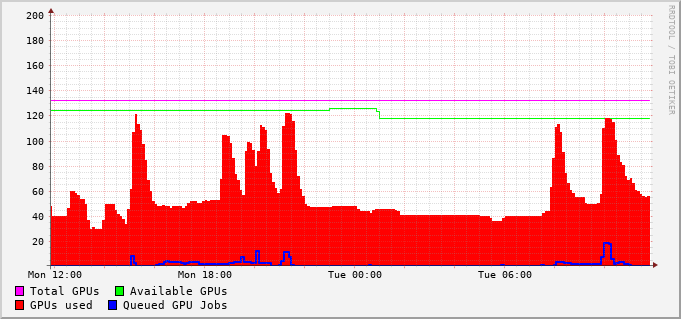 200
180
160
140
120
100
80
60
40
20
Mon 12:00 Mon 18:00 Tue 00:00 Tue 06:00
Total GPUs Available GPUs
GPUs used Queued GPU Jobs
RRDTOOL / TOBI OETIKER